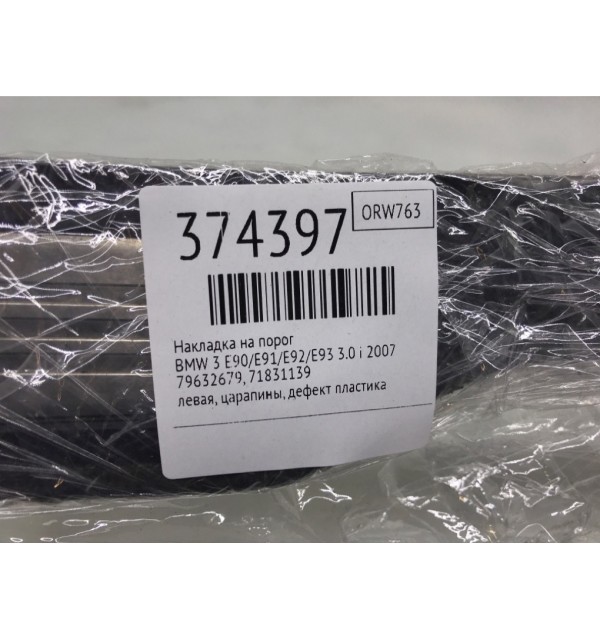 374397
ORW763
Накладка на порог
BMW 3 E90/E91/E92/E93 3.0 i 2007
79632679, 71831139
левая, царапины, дефект пластика